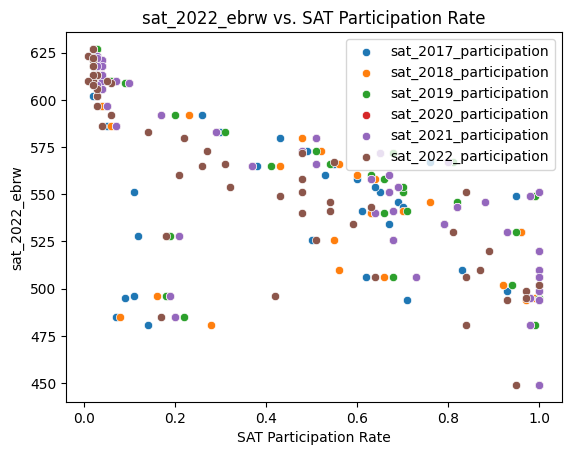 sat_2022_ebrw vs. SAT Participation Rate
sat_2017_participation
sat_2018_participation
sat_2019_participation
sat_2020_participation
sat_2021_participation
sat_2022_participation
625
600
575
550
525
500
475
450
sat_2022_ebrw
0.0 0.2 0.4 0.6 0.8 1.0
SAT Participation Rate